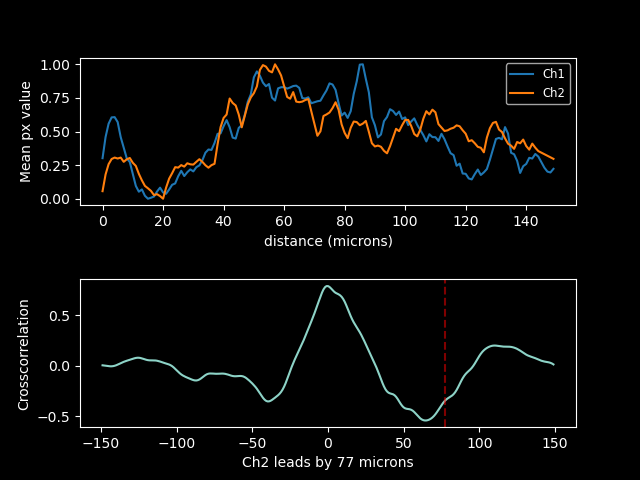 1.00
0.75
0.50
0.25
0.00
Mean px value
Ch1
Ch2
0 20 40 60 80 100 120 140
distance (microns)
0.5
0.0
−0.5
Crosscorrelation
−150 −100 −50 0 50 100 150
Ch2 leads by 77 microns